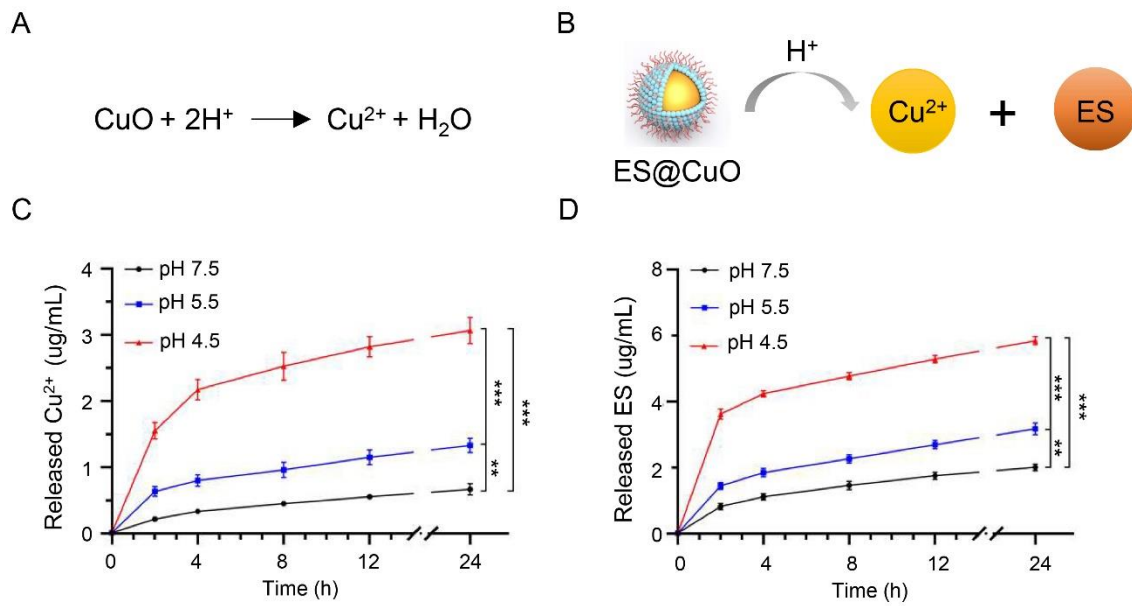 A
B
CuO + 2H⁺ ⟶ Cu²⁺ + H₂O
H⁺
ES@CuO
Cu²⁺
+
ES
C
D
pH 7.5
pH 5.5
pH 4.5
Released Cu²⁺ (ug/mL)
4
3
2
1
0
0 4 8 12 24
Time (h)
***
**
***
pH 7.5
pH 5.5
pH 4.5
Released ES (ug/mL)
8
6
4
2
0
0 4 8 12 24
Time (h)
***
**
***